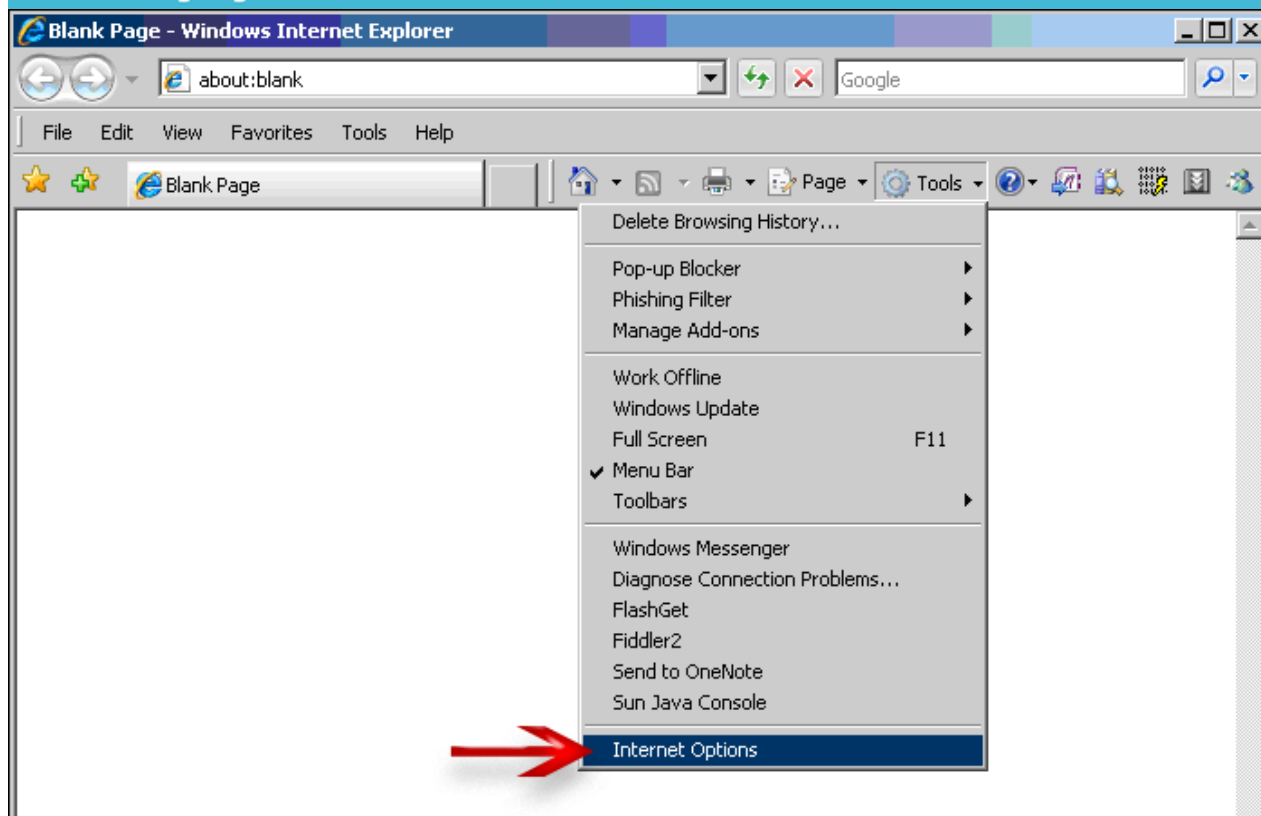 Blank Page - Windows Internet Explorer
about:blank
Google
File Edit View Favorites Tools Help
Blank Page
Page Tools
Delete Browsing History...
Pop-up Blocker
Phishing Filter
Manage Add-ons
Work Offline
Windows Update
Full Screen F11
Menu Bar
Toolbars
Windows Messenger
Diagnose Connection Problems...
FlashGet
Fiddler2
Send to OneNote
Sun Java Console
Internet Options